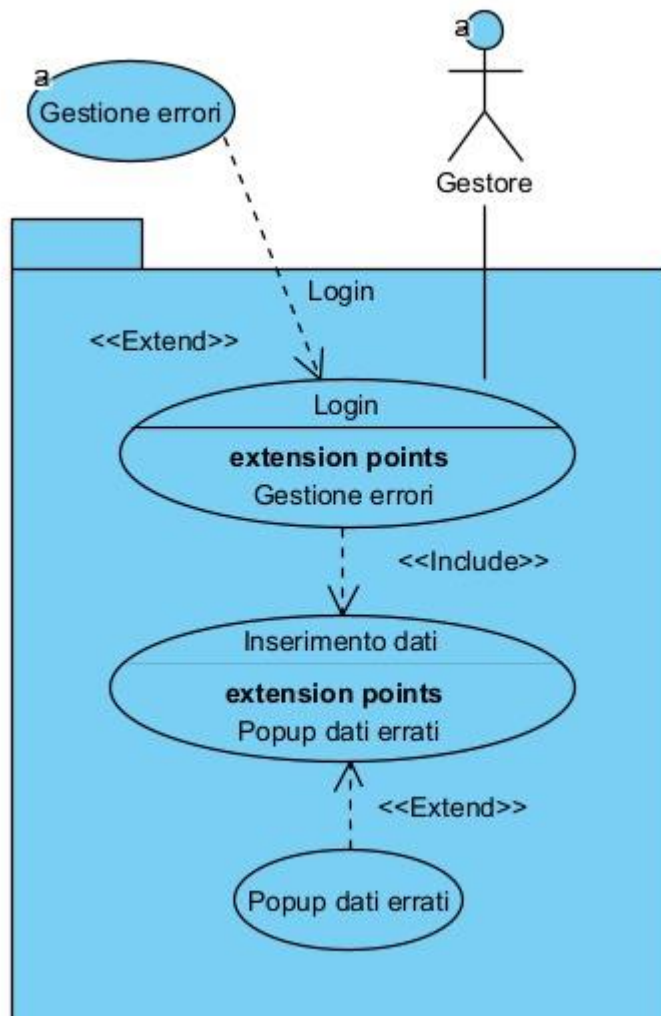 a
a
Gestione errori
Gestore
Login
<<Extend>>
Login
extension points
Gestione errori
<<Include>>
Inserimento dati
extension points
Popup dati errati
<<Extend>>
Popup dati errati